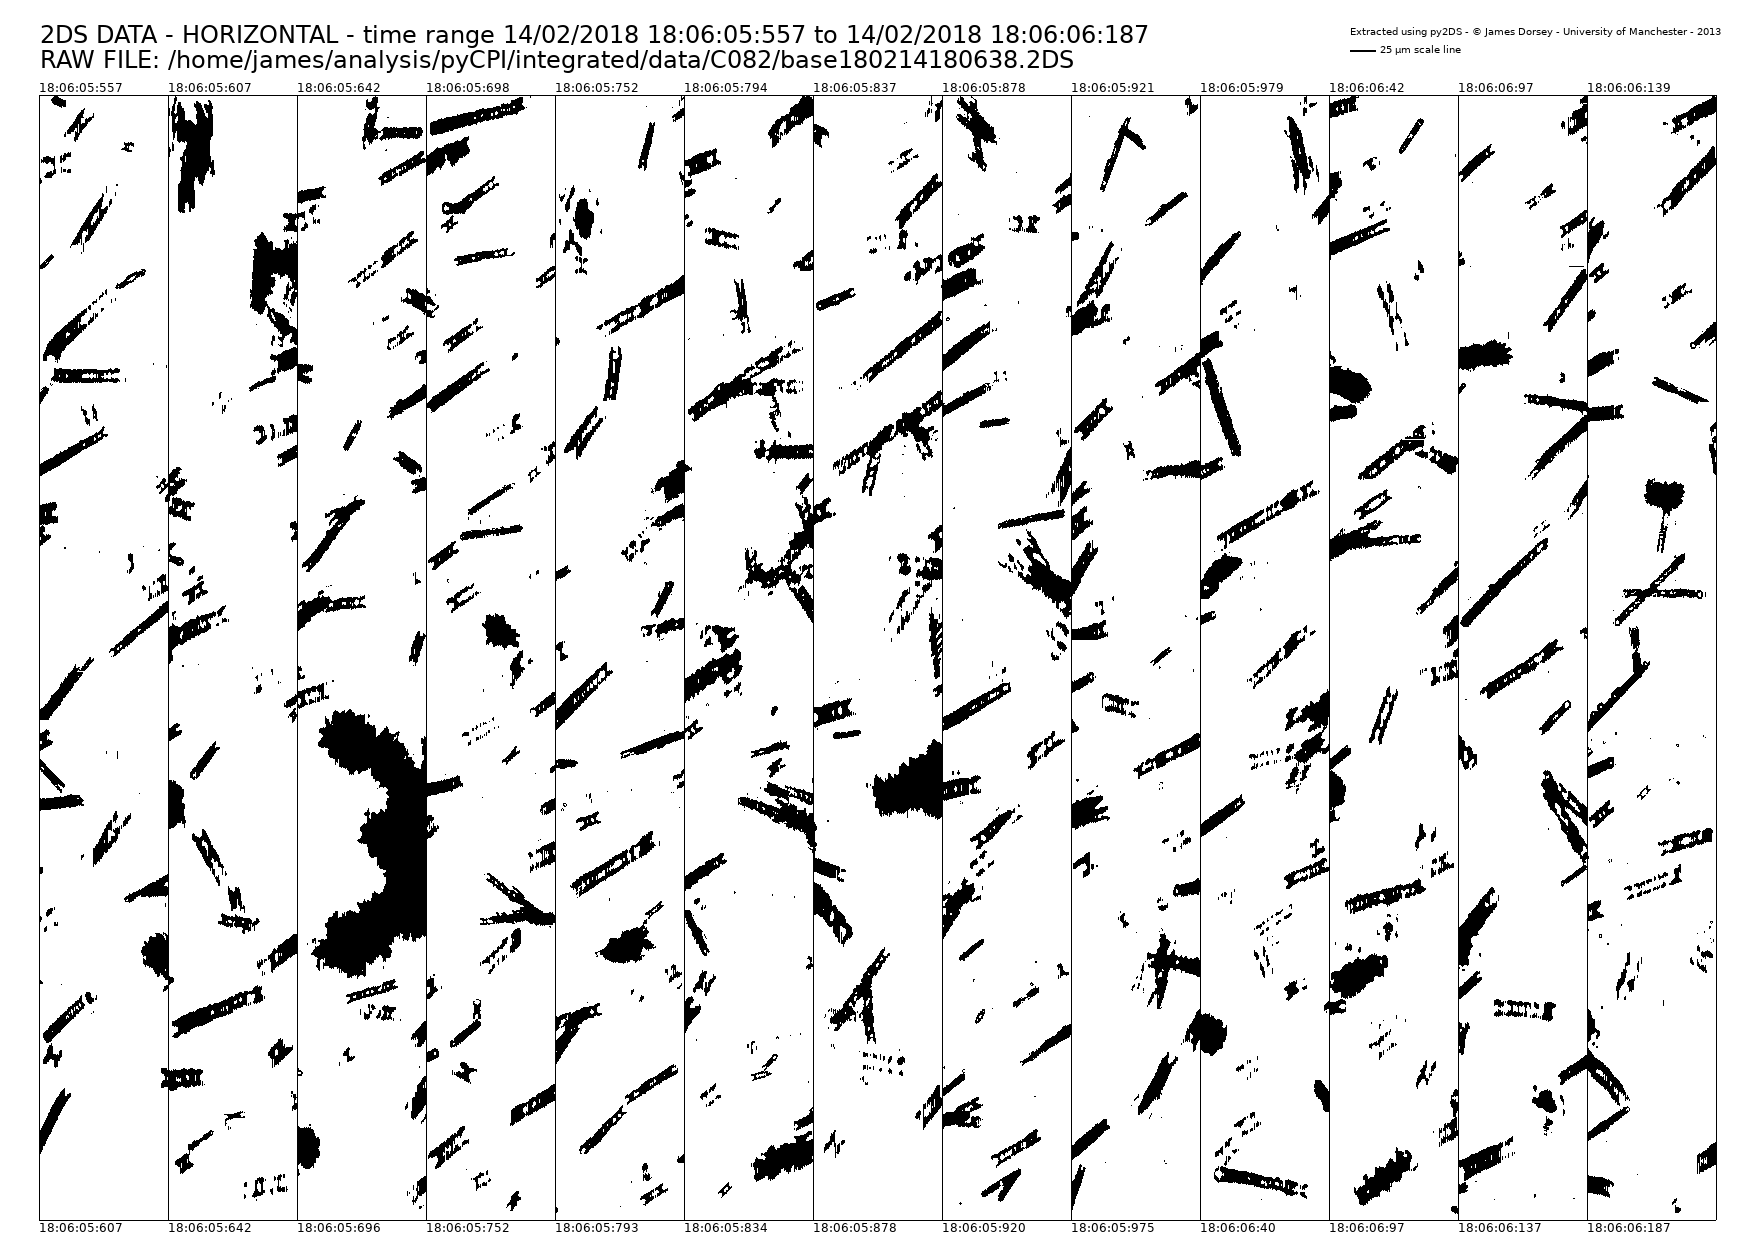 2DS DATA - HORIZONTAL - time range 14/02/2018 18:06:05:557 to 14/02/2018 18:06:06:187
RAW FILE: /home/james/analysis/pyCPI/integrated/data/C082/base180214180638.2DS
Extracted using py2DS - © James Dorsey - University of Manchester - 2013
25 µm scale line
18:06:05:557 18:06:05:607 18:06:05:642 18:06:05:698 18:06:05:752 18:06:05:794 18:06:05:837 18:06:05:878 18:06:05:921 18:06:05:979 18:06:06:42 18:06:06:97 18:06:06:139
18:06:05:607 18:06:05:642 18:06:05:696 18:06:05:752 18:06:05:793 18:06:05:834 18:06:05:878 18:06:05:920 18:06:05:975 18:06:06:40 18:06:06:97 18:06:06:137 18:06:06:187